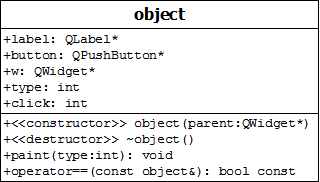 object
+label: QLabel*
+button: QPushButton*
+w: QWidget*
+type: int
+click: int
+<<constructor>> object(parent:QWidget*)
+<<destructor>> ~object()
+paint(type:int): void
+operator==(const object&): bool const